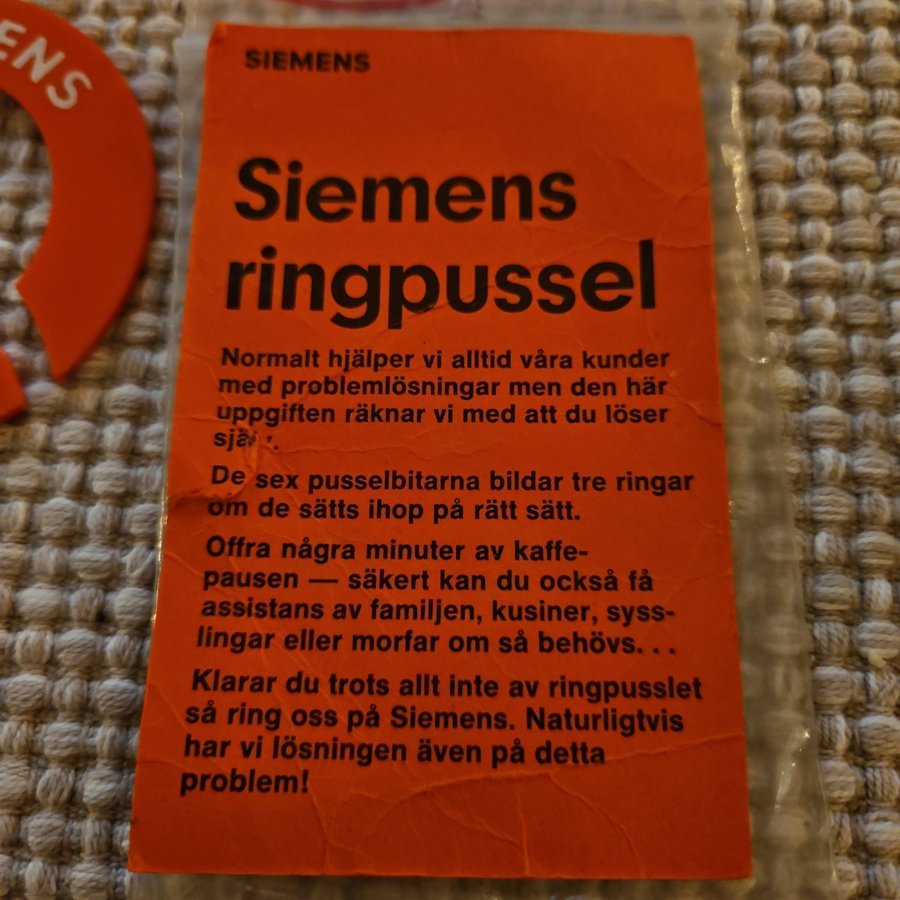 ENS
SIEMENS
Siemens
ringpussel
Normalt hjälper vi alltid våra kunder
med problemlösningar men den här
uppgiften räknar vi med att du löser
De sex pusselbitarna bildar tre ringar
om de sätts ihop på rätt sätt.
Offra några minuter av kaffe-
pausen — säkert kan du också få
assistans av familjen, kusiner, syss-
lingar eller morfar om så behövs. . .
Klarar du trots allt inte av ringpusslet
så ring oss på Siemens. Naturligtvis
har vi lösningen även på detta
problem!